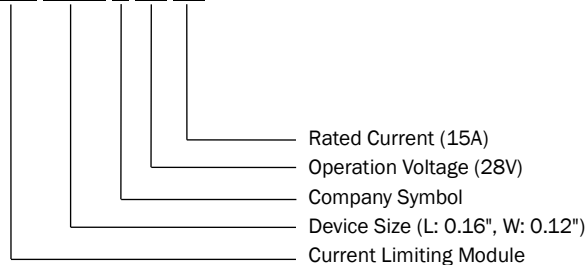 Rated Current (15A)
Operation Voltage (28V)
Company Symbol
Device Size (L: 0.16", W: 0.12")
Current Limiting Module